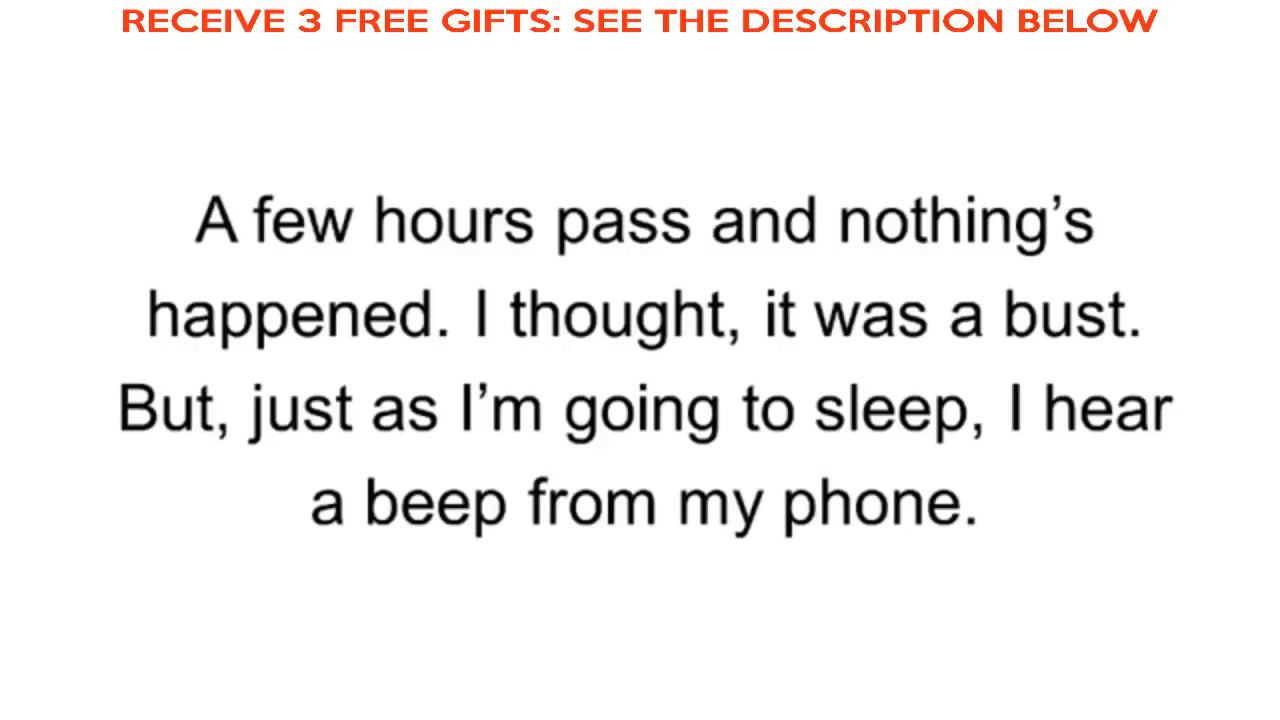 RECEIVE 3 FREE GIFTS: SEE THE DESCRIPTION BELOW
A few hours pass and nothing’s
happened. I thought, it was a bust.
But, just as I’m going to sleep, I hear
a beep from my phone.